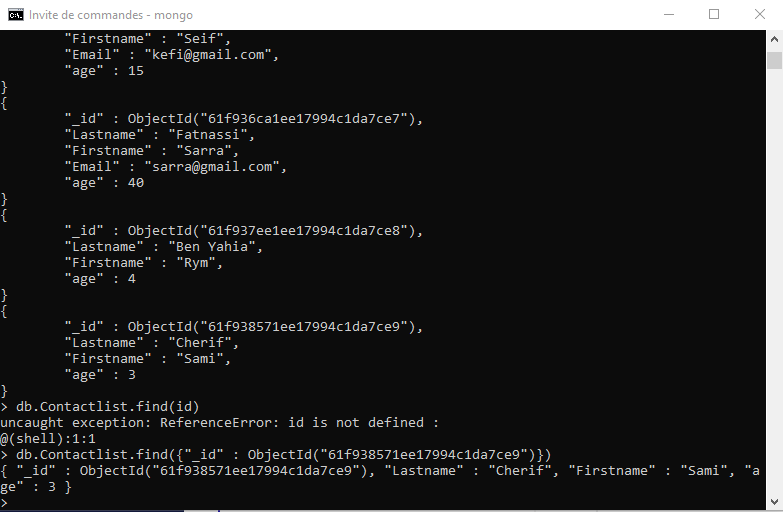 Invite de commandes - mongo
"Firstname" : "Seif",
"Email" : "kefi@gmail.com",
"age" : 15
}
{
"_id" : ObjectId("61f936ca1ee17994c1da7ce7"),
"Lastname" : "Fatnassi",
"Firstname" : "Sarra",
"Email" : "sarra@gmail.com",
"age" : 40
}
{
"_id" : ObjectId("61f937ee1ee17994c1da7ce8"),
"Lastname" : "Ben Yahia",
"Firstname" : "Rym",
"age" : 4
}
{
"_id" : ObjectId("61f938571ee17994c1da7ce9"),
"Lastname" : "Cherif",
"Firstname" : "Sami",
"age" : 3
}
> db.Contactlist.find(id)
uncaught exception: ReferenceError: id is not defined :
@(shell):1:1
> db.Contactlist.find({"_id" : ObjectId("61f938571ee17994c1da7ce9")})
{ "_id" : ObjectId("61f938571ee17994c1da7ce9"), "Lastname" : "Cherif", "Firstname" : "Sami", "a
ge" : 3 }
>